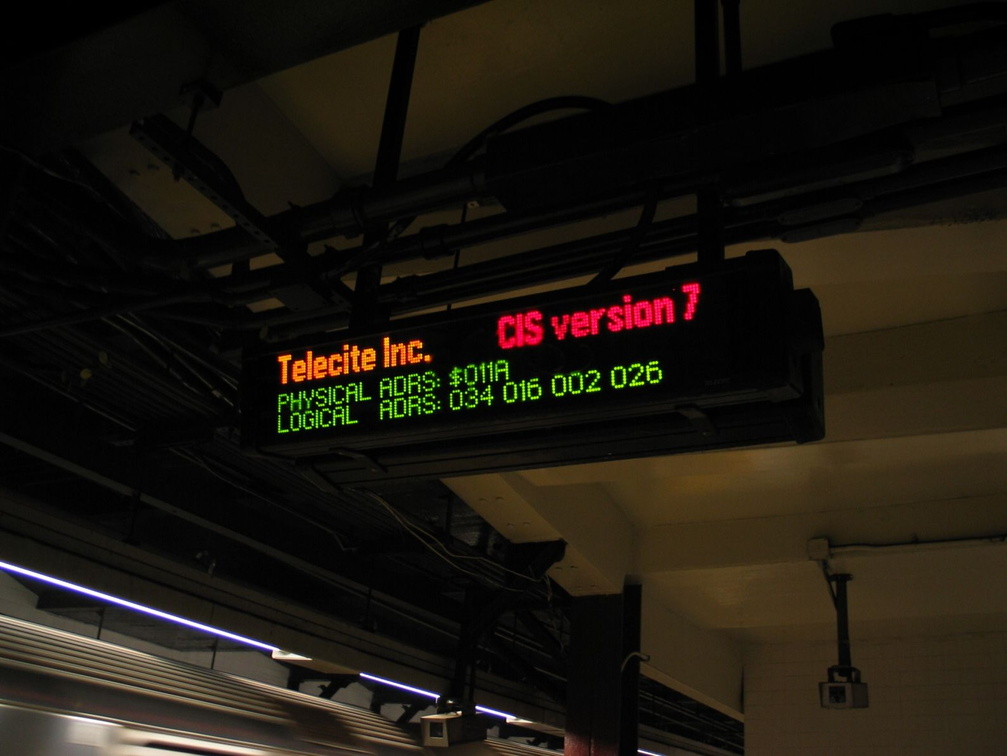 Telecite Inc. CIS version 7
PHYSICAL ADRS: $011A
LOGICAL ADRS: 034 016 002 026